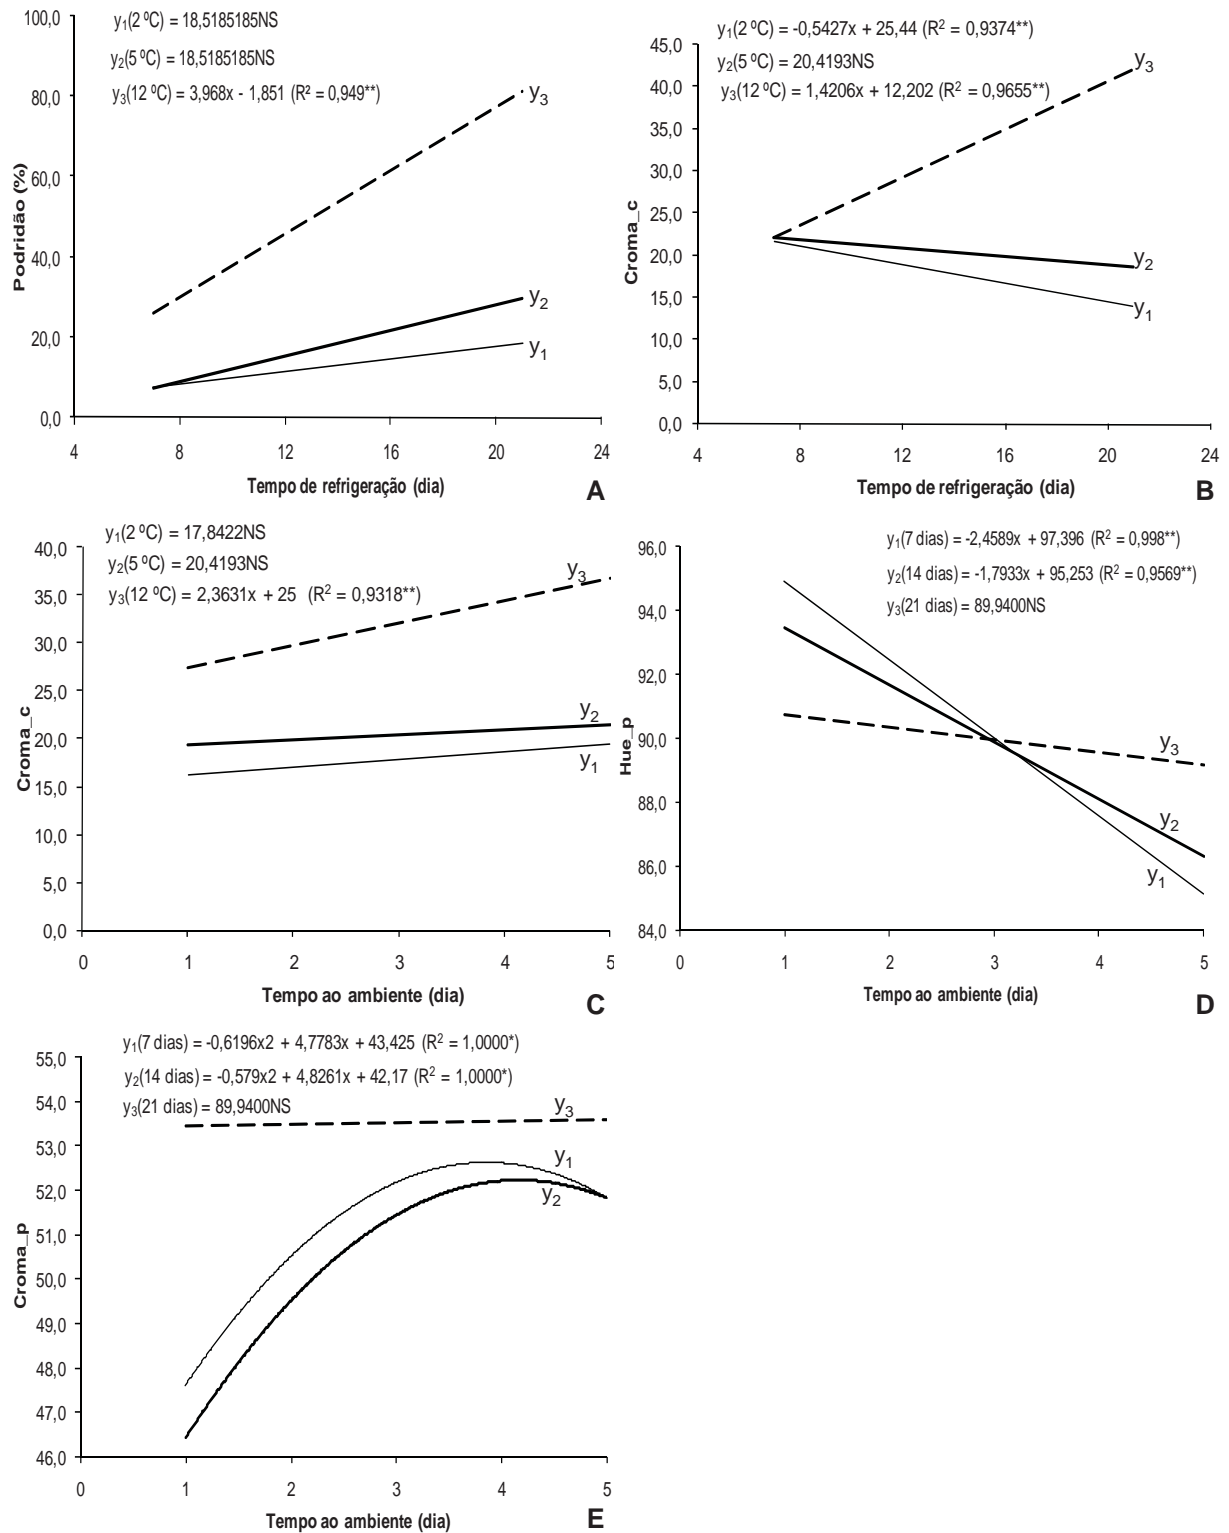 y₁(2 ºC) = 18,5185185NS
y₂(5 ºC) = 18,5185185NS
y₃(12 ºC) = 3,968x - 1,851 (R² = 0,949**)
100,0
80,0
60,0
40,0
20,0
0,0
Podridão (%)
y₃
y₂
y₁
4 8 12 16 20 24
Tempo de refrigeração (dia)
A
y₁(2 ºC) = -0,5427x + 25,44 (R² = 0,9374**)
y₂(5 ºC) = 20,4193NS
y₃(12 ºC) = 1,4206x + 12,202 (R² = 0,9655**)
45,0
40,0
35,0
30,0
25,0
20,0
15,0
10,0
5,0
0,0
Croma_c
y₃
y₂
y₁
4 8 12 16 20 24
Tempo de refrigeração (dia)
B
y₁(2 ºC) = 17,8422NS
y₂(5 ºC) = 20,4193NS
y₃(12 ºC) = 2,3631x + 25 (R² = 0,9318**)
40,0
35,0
30,0
25,0
20,0
15,0
10,0
5,0
0,0
Croma_c
y₃
y₂
y₁
0 1 2 3 4 5
Tempo ao ambiente (dia)
C
y₁(7 dias) = -2,4589x + 97,396 (R² = 0,998**)
y₂(14 dias) = -1,7933x + 95,253 (R² = 0,9569**)
y₃(21 dias) = 89,9400NS
96,0
94,0
92,0
90,0
88,0
86,0
84,0
Hue_p
y₃
y₂
y₁
0 1 2 3 4 5
Tempo ao ambiente (dia)
D
y₁(7 dias) = -0,6196x2 + 4,7783x + 43,425 (R² = 1,0000*)
y₂(14 dias) = -0,579x2 + 4,8261x + 42,17 (R² = 1,0000*)
y₃(21 dias) = 89,9400NS
55,0
54,0
53,0
52,0
51,0
50,0
49,0
48,0
47,0
46,0
Croma_p
y₃
y₁
y₂
0 1 2 3 4 5
Tempo ao ambiente (dia)
E